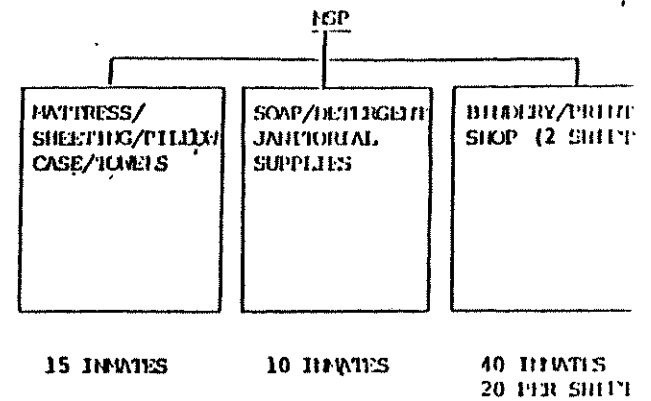 MSP
MATTRESS/
SHEETING/PILLOW
CASE/TOWELS
SOAP/DETERGENT
JANITORIAL
SUPPLIES
BINDERY/PRINT
SHOP (2 SHIFT
15 INMATES
10 INMATES
40 INMATES
20 PER SHIFT